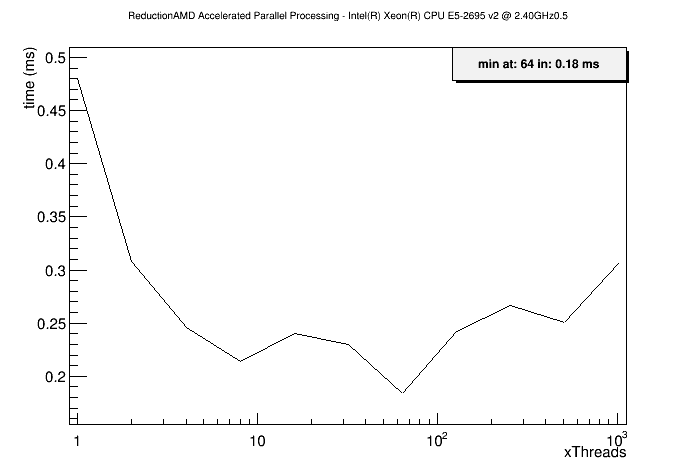 ReductionAMD Accelerated Parallel Processing - Intel(R) Xeon(R) CPU E5-2695 v2 @ 2.40GHz0.5
min at: 64 in: 0.18 ms
time (ms)
0.5
0.45
0.4
0.35
0.3
0.25
0.2
1
10
10²
10³
xThreads